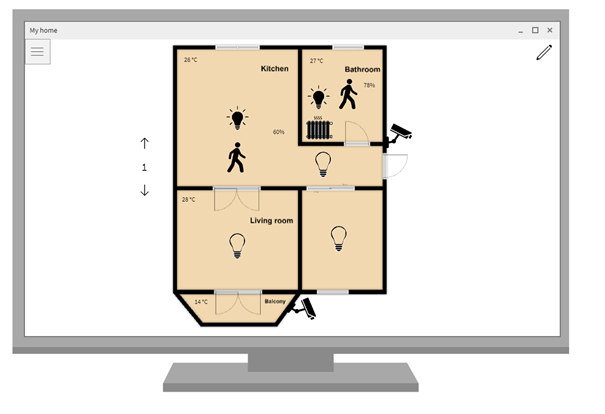 My home
26 °C
Kitchen
60%
27 °C
Bathroom
78%
1
28 °C
Living room
14 °C
Balcony